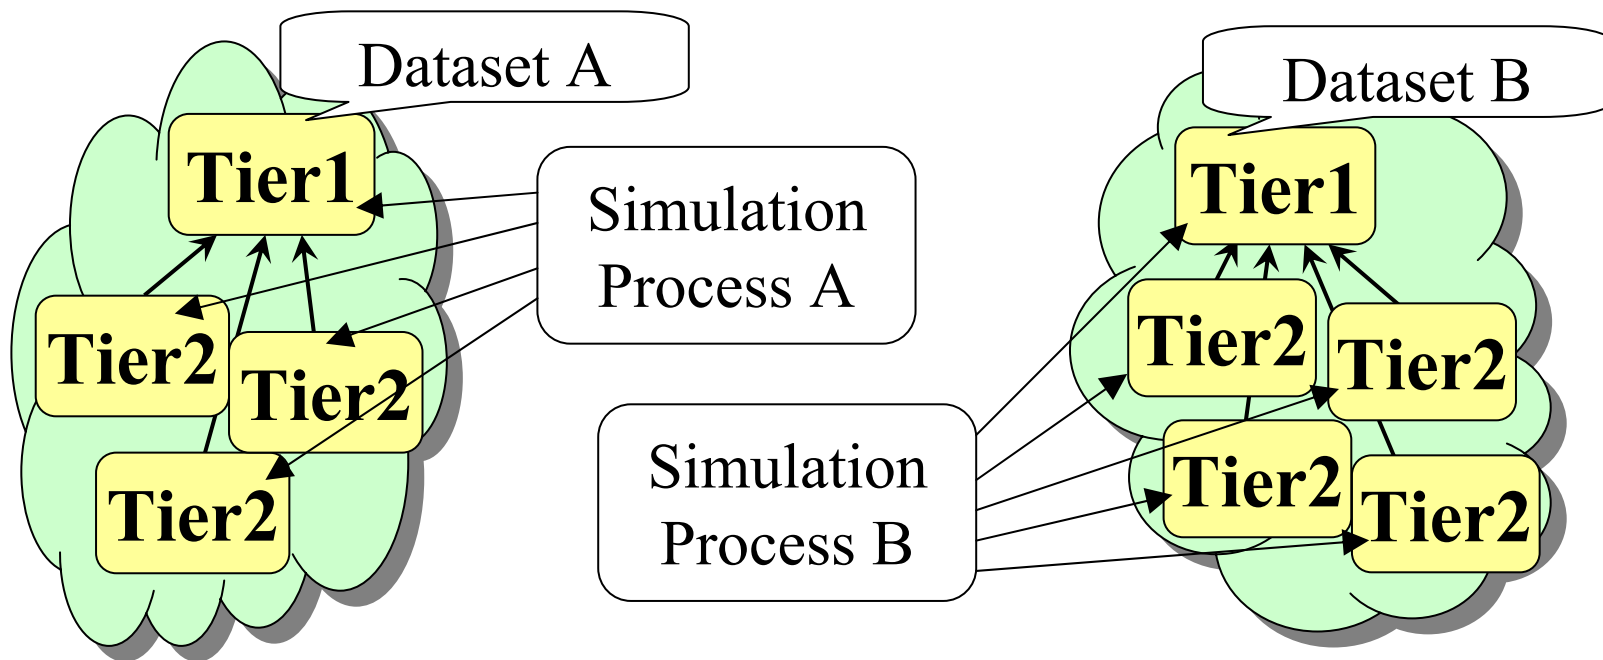 Dataset A
Tier1
Tier2
Tier2
Tier2
Simulation
Process A
Simulation
Process B
Dataset B
Tier1
Tier2
Tier2
Tier2
Tier2